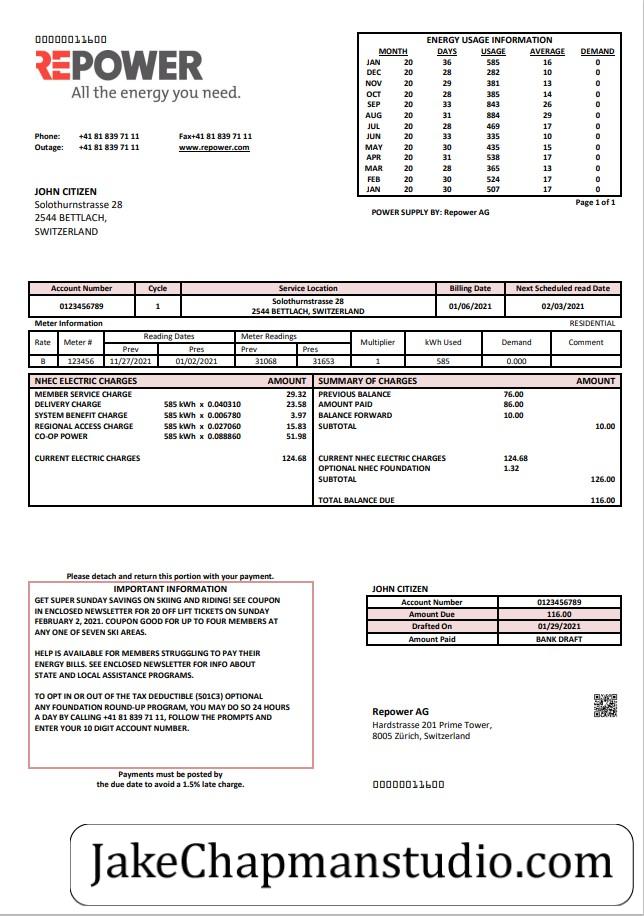 00000011600
REPOWER
All the energy you need.
Phone: +41 81 839 71 11 Fax+41 81 839 71 11
Outage: +41 81 839 71 11 www.repower.com
JOHN CITIZEN
Solothurnstrasse 28
2544 BETTLACH,
SWITZERLAND
ENERGY USAGE INFORMATION
MONTH DAYS USAGE AVERAGE DEMAND
JAN 20 36 585 16 0
DEC 20 28 282 10 0
NOV 20 29 381 13 0
OCT 20 28 385 14 0
SEP 20 33 843 26 0
AUG 20 31 884 29 0
JUL 20 28 469 17 0
JUN 20 33 335 10 0
MAY 20 30 435 15 0
APR 20 31 538 17 0
MAR 20 28 365 13 0
FEB 20 30 524 17 0
JAN 20 30 507 17 0
Page 1 of 1
POWER SUPPLY BY: Repower AG
Account Number Cycle Service Location Billing Date Next Scheduled read Date
0123456789 1 Solothurnstrasse 28 01/06/2021 02/03/2021
2544 BETTLACH, SWITZERLAND
Meter Information RESIDENTIAL
Rate Meter # Reading Dates Meter Readings Multiplier kWh Used Demand Comment
Prev Pres Prev Pres
B 123456 11/27/2021 01/02/2021 31068 31653 1 585 0.000
NHEC ELECTRIC CHARGES AMOUNT
MEMBER SERVICE CHARGE 29.32
DELIVERY CHARGE 585 kWh x 0.040310 23.58
SYSTEM BENEFIT CHARGE 585 kWh x 0.006780 3.97
REGIONAL ACCESS CHARGE 585 kWh x 0.027060 15.83
CO-OP POWER 585 kWh x 0.088860 51.98
CURRENT ELECTRIC CHARGES 124.68
SUMMARY OF CHARGES AMOUNT
PREVIOUS BALANCE 76.00
AMOUNT PAID 86.00
BALANCE FORWARD 10.00
SUBTOTAL 10.00
CURRENT NHEC ELECTRIC CHARGES 124.68
OPTIONAL NHEC FOUNDATION 1.32
SUBTOTAL 126.00
TOTAL BALANCE DUE 116.00
Please detach and return this portion with your payment.
IMPORTANT INFORMATION
GET SUPER SUNDAY SAVINGS ON SKIING AND RIDING! SEE COUPON
IN ENCLOSED NEWSLETTER FOR 20 OFF LIFT TICKETS ON SUNDAY
FEBRUARY 2, 2021. COUPON GOOD FOR UP TO FOUR MEMBERS AT
ANY ONE OF SEVEN SKI AREAS.
HELP IS AVAILABLE FOR MEMBERS STRUGGLING TO PAY THEIR
ENERGY BILLS. SEE ENCLOSED NEWSLETTER FOR INFO ABOUT
STATE AND LOCAL ASSISTANCE PROGRAMS.
TO OPT IN OR OUT OF THE TAX DEDUCTIBLE (501C3) OPTIONAL
ANY FOUNDATION ROUND-UP PROGRAM, YOU MAY DO SO 24 HOURS
A DAY BY CALLING +41 81 839 71 11, FOLLOW THE PROMPTS AND
ENTER YOUR 10 DIGIT ACCOUNT NUMBER.
Payments must be posted by
the due date to avoid a 1.5% late charge.
JOHN CITIZEN
Account Number 0123456789
Amount Due 116.00
Drafted On 01/29/2021
Amount Paid BANK DRAFT
Repower AG
Hardstrasse 201 Prime Tower,
8005 Zürich, Switzerland
00000011600
JakeChapmanstudio.com